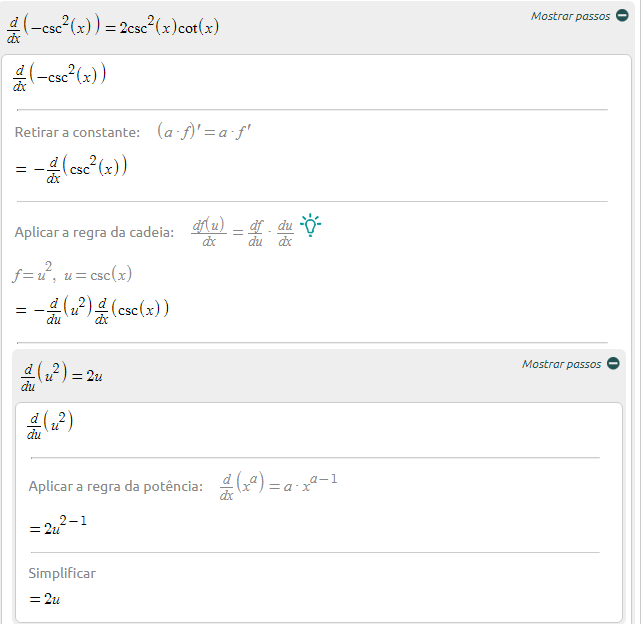 d/dx(−csc²(x)) = 2csc²(x)cot(x) Mostrar passos
d/dx(−csc²(x))
Retirar a constante: (a·f)′ = a·f′
= −d/dx(csc²(x))
Aplicar a regra da cadeia: df(u)/dx = df/du · du/dx
f = u², u = csc(x)
= −d/du(u²) d/dx(csc(x))
d/du(u²) = 2u Mostrar passos
d/du(u²)
Aplicar a regra da potência: d/dx(x^a) = a·x^(a−1)
= 2u^(2−1)
Simplificar
= 2u